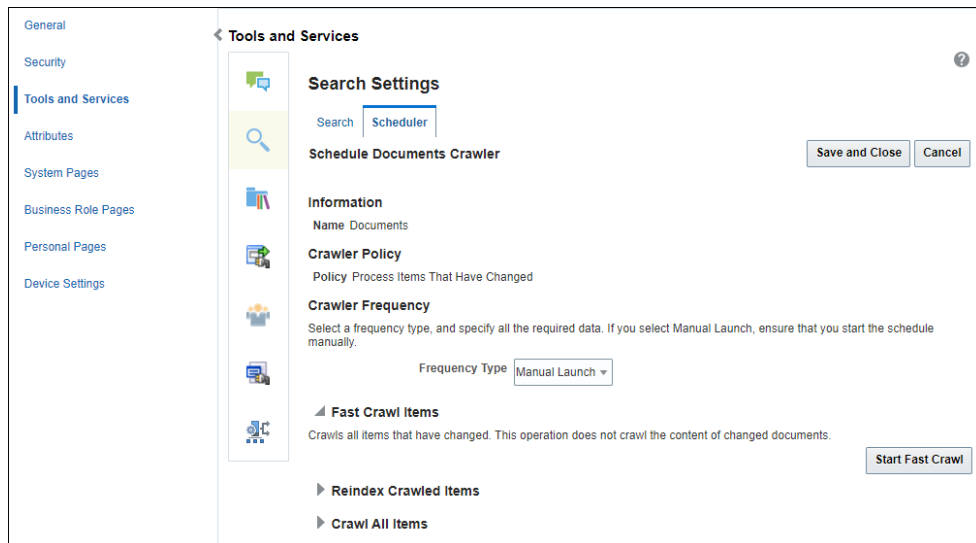 General
Security
Tools and Services
Attributes
System Pages
Business Role Pages
Personal Pages
Device Settings
Tools and Services
Search Settings
Search Scheduler
Schedule Documents Crawler Save and Close Cancel
Information
Name Documents
Crawler Policy
Policy Process Items That Have Changed
Crawler Frequency
Select a frequency type, and specify all the required data. If you select Manual Launch, ensure that you start the schedule
manually.
Frequency Type Manual Launch
Fast Crawl Items
Crawls all items that have changed. This operation does not crawl the content of changed documents.
Start Fast Crawl
Reindex Crawled Items
Crawl All Items